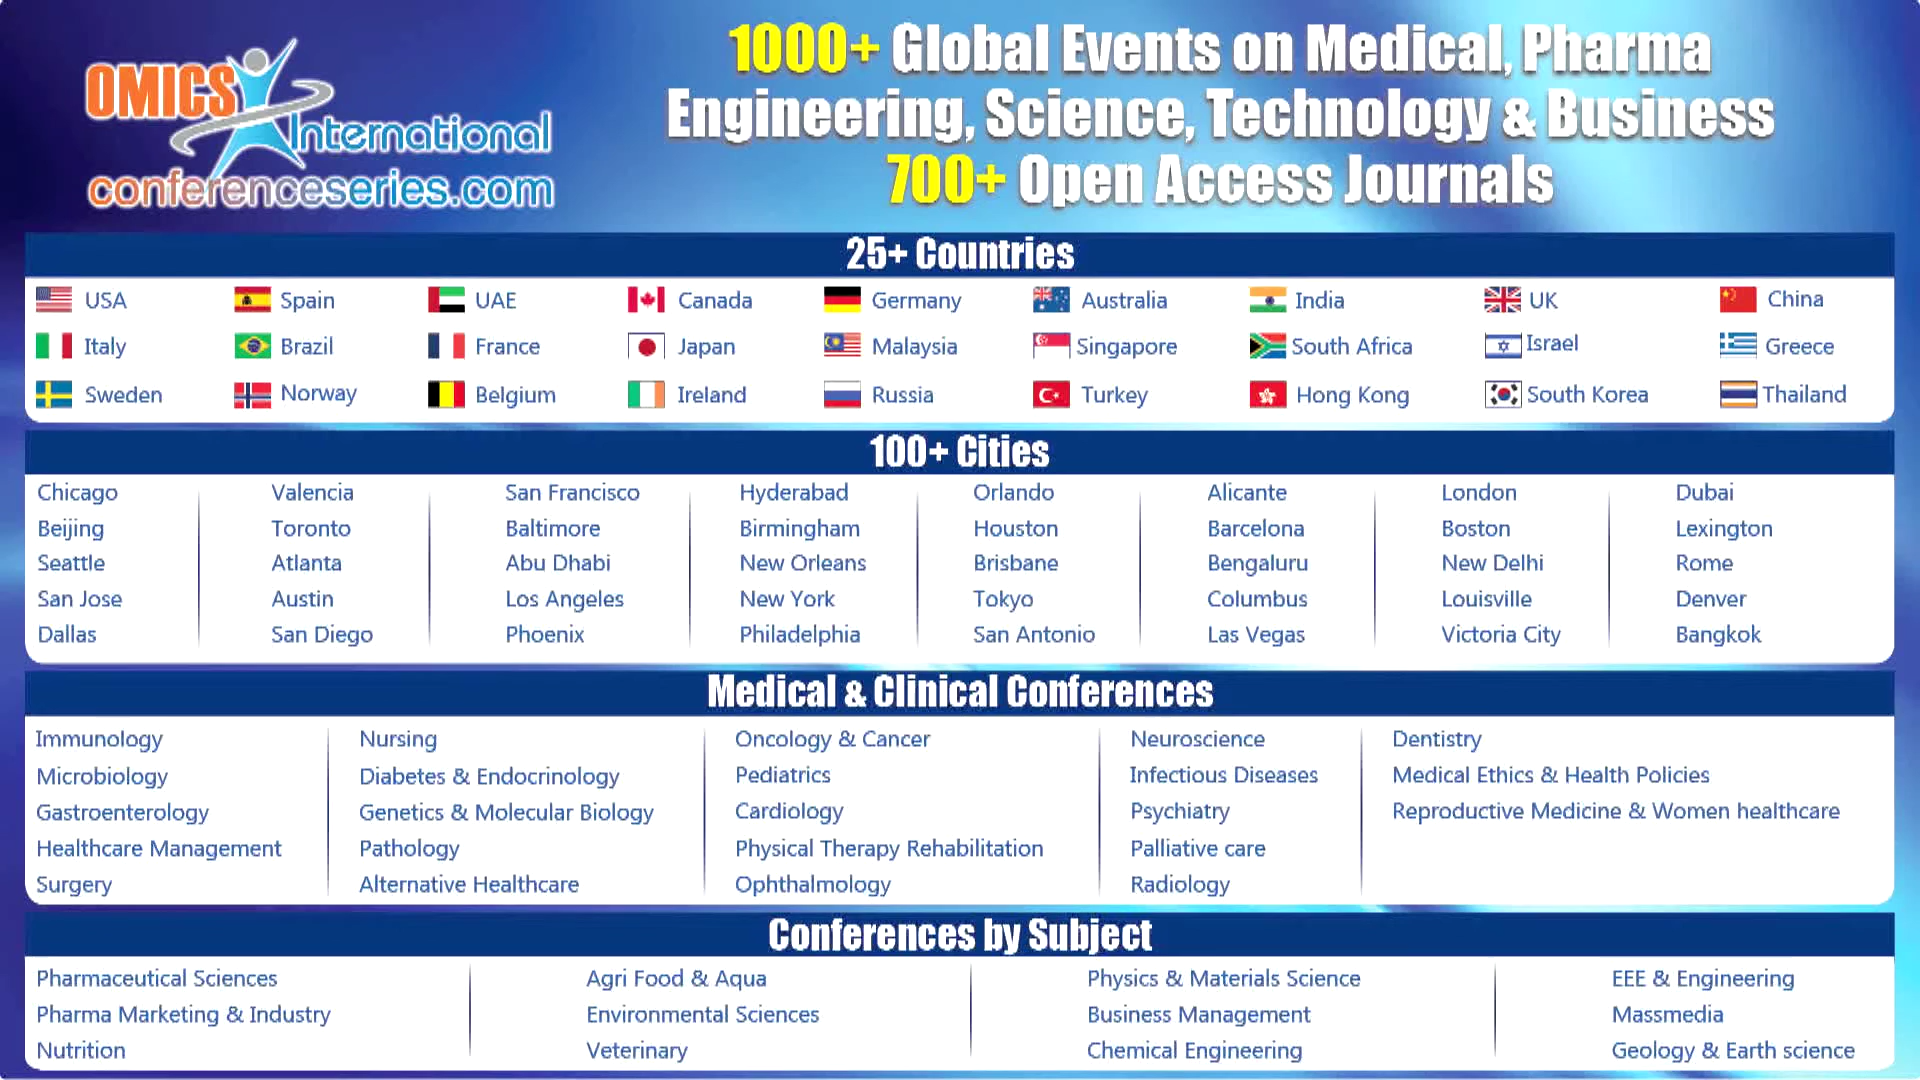 OMICS
International
conferenceseries.com
1000+ Global Events on Medical, Pharma
Engineering, Science, Technology & Business
700+ Open Access Journals
25+ Countries
USA Spain UAE Canada Germany Australia India UK China
Italy Brazil France Japan Malaysia Singapore South Africa Israel Greece
Sweden Norway Belgium Ireland Russia Turkey Hong Kong South Korea Thailand
100+ Cities
Chicago Valencia San Francisco Hyderabad Orlando Alicante London Dubai
Beijing Toronto Baltimore Birmingham Houston Barcelona Boston Lexington
Seattle Atlanta Abu Dhabi New Orleans Brisbane Bengaluru New Delhi Rome
San Jose Austin Los Angeles New York Tokyo Columbus Louisville Denver
Dallas San Diego Phoenix Philadelphia San Antonio Las Vegas Victoria City Bangkok
Medical & Clinical Conferences
Immunology Nursing Oncology & Cancer Neuroscience Dentistry
Microbiology Diabetes & Endocrinology Pediatrics Infectious Diseases Medical Ethics & Health Policies
Gastroenterology Genetics & Molecular Biology Cardiology Psychiatry Reproductive Medicine & Women healthcare
Healthcare Management Pathology Physical Therapy Rehabilitation Palliative care
Surgery Alternative Healthcare Ophthalmology Radiology
Conferences by Subject
Pharmaceutical Sciences Agri Food & Aqua Physics & Materials Science EEE & Engineering
Pharma Marketing & Industry Environmental Sciences Business Management Massmedia
Nutrition Veterinary Chemical Engineering Geology & Earth science